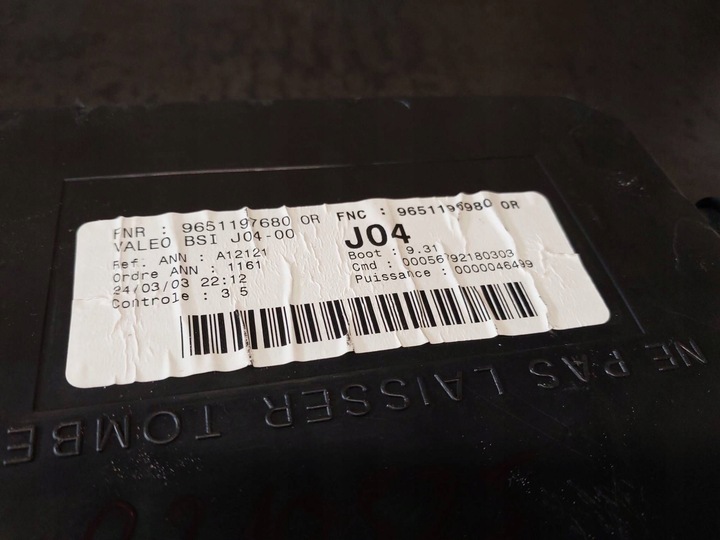 FNR : 9651197680 OR FNC : 9651196980 OR
VALEO BSI J04-00 J04
Ref. ANN : A12121 Boot : 9.31
Ordre ANN : 1161 Cmd : 00056792180303
24/03/03 22:12 Puissance : 0000046499
Controle : 3 5
NE PAS LAISSER TOMBE